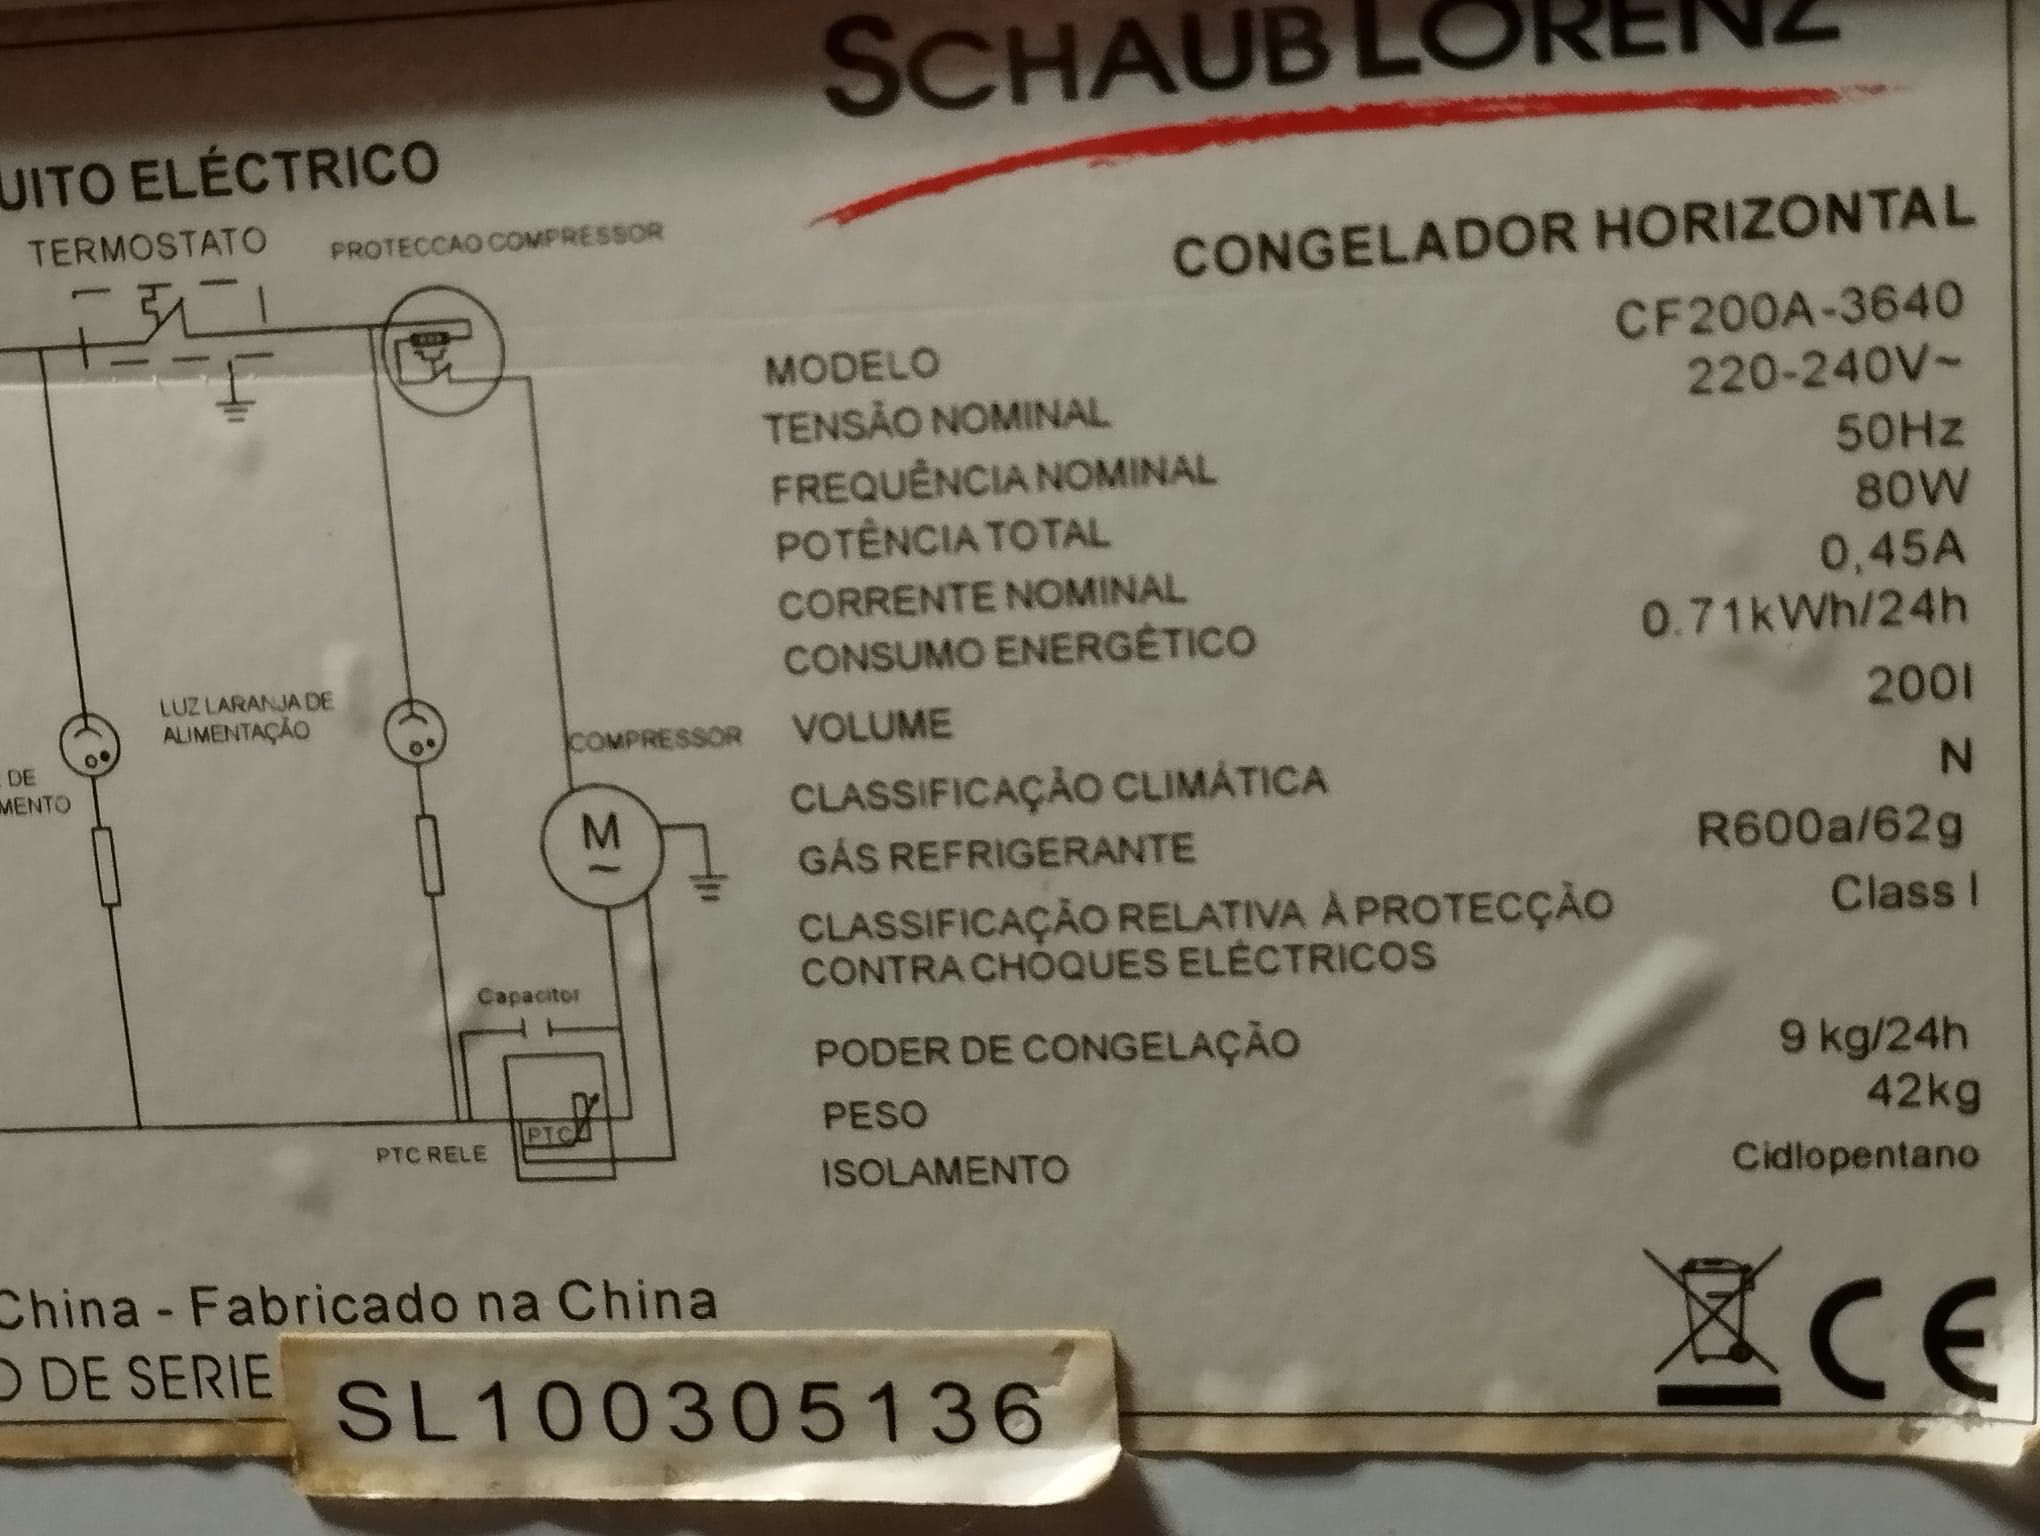 SCHAUB LORENZ
UITO ELÉCTRICO
TERMOSTATO
PROTECCAO COMPRESSOR
CONGELADOR HORIZONTAL
MODELO CF200A-3640
TENSÃO NOMINAL 220-240V~
FREQUÊNCIA NOMINAL 50Hz
POTÊNCIA TOTAL 80W
CORRENTE NOMINAL 0,45A
CONSUMO ENERGÉTICO 0.71kWh/24h
VOLUME 200l
CLASSIFICAÇÃO CLIMÁTICA N
GÁS REFRIGERANTE R600a/62g
CLASSIFICAÇÃO RELATIVA À PROTECÇÃO Class I
CONTRA CHOQUES ELÉCTRICOS
PODER DE CONGELAÇÃO 9 kg/24h
PESO 42kg
ISOLAMENTO Cidlopentano
LUZ LARANJA DE
ALIMENTAÇÃO
DE
MENTO
COMPRESSOR
M
~
Capacitor
PTC
PTC RELE
China - Fabricado na China
O DE SERIE SL100305136
CE